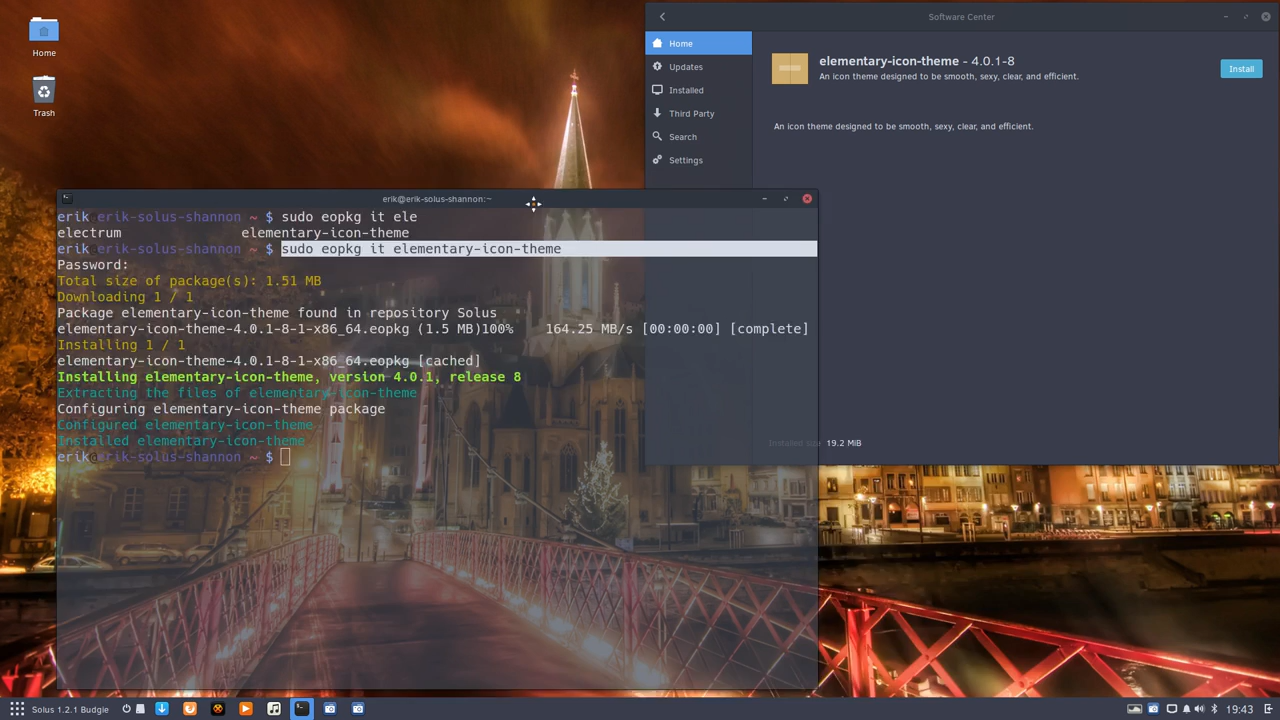 Home
Trash
Software Center
Home
Updates
Installed
Third Party
Search
Settings
elementary-icon-theme - 4.0.1-8
An icon theme designed to be smooth, sexy, clear, and efficient.
Install
An icon theme designed to be smooth, sexy, clear, and efficient.
Installed size 19.2 MiB
erik@erik-solus-shannon:~
erik@erik-solus-shannon ~ $ sudo eopkg it ele
electrum elementary-icon-theme
erik@erik-solus-shannon ~ $ sudo eopkg it elementary-icon-theme
Password:
Total size of package(s): 1.51 MB
Downloading 1 / 1
Package elementary-icon-theme found in repository Solus
elementary-icon-theme-4.0.1-8-1-x86_64.eopkg (1.5 MB)100% 164.25 MB/s [00:00:00] [complete]
Installing 1 / 1
elementary-icon-theme-4.0.1-8-1-x86_64.eopkg [cached]
Installing elementary-icon-theme, version 4.0.1, release 8
Extracting the files of elementary-icon-theme
Configuring elementary-icon-theme package
Configured elementary-icon-theme
Installed elementary-icon-theme
erik@erik-solus-shannon ~ $
Solus 1.2.1 Budgie
19:43